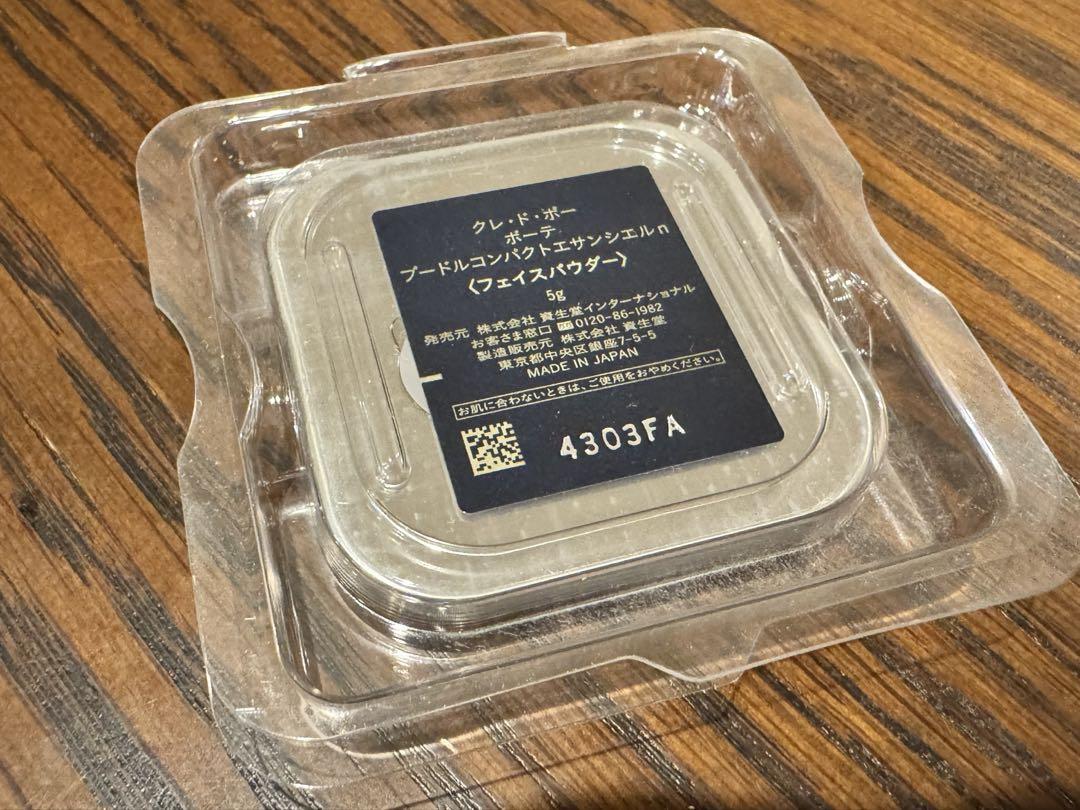 クレ・ド・ポー
ボーテ
プードルコンパクトエサンシエルn
〈フェイスパウダー〉
5g
発売元 株式会社 資生堂インターナショナル
お客さま窓口 0120-86-1982
製造販売元 株式会社 資生堂
東京都中央区銀座7-5-5
MADE IN JAPAN
お肌に合わないときは、ご使用をおやめください。
4303FA